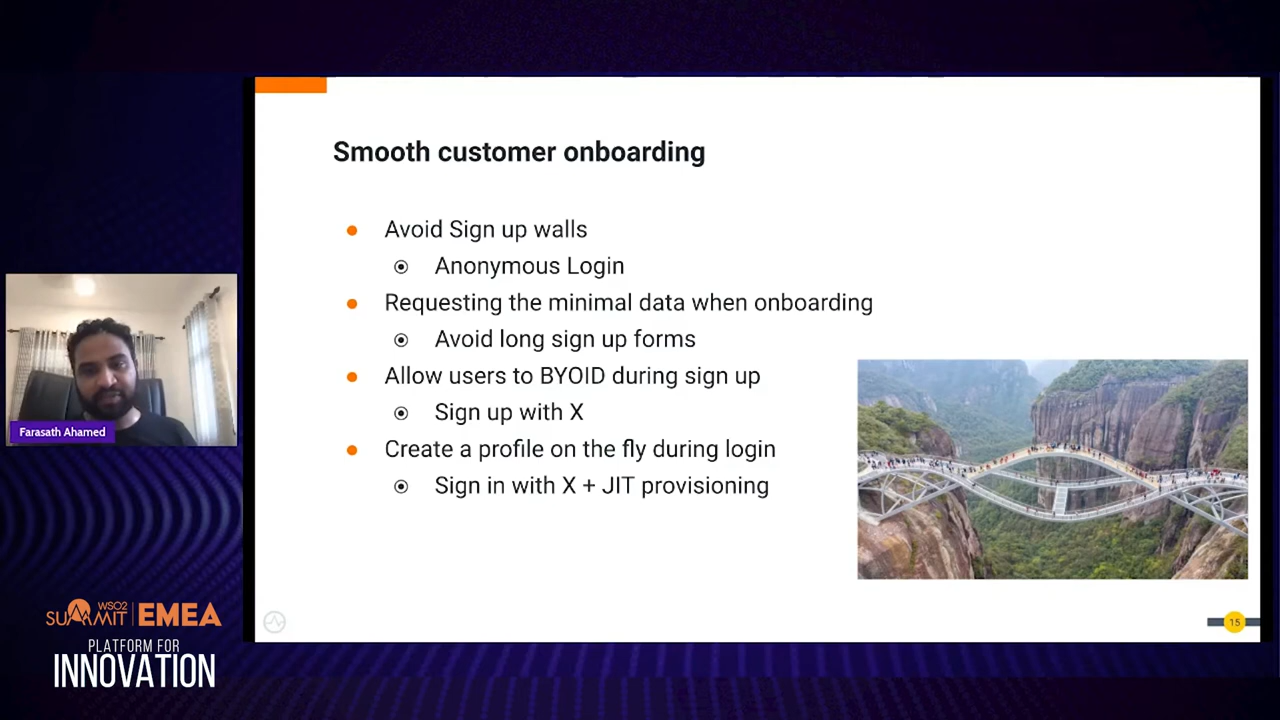 Smooth customer onboarding
Avoid Sign up walls
Anonymous Login
Requesting the minimal data when onboarding
Avoid long sign up forms
Allow users to BYOID during sign up
Sign up with X
Create a profile on the fly during login
Sign in with X + JIT provisioning
Farasath Ahamed
WSO2
SUMMIT EMEA
PLATFORM FOR
INNOVATION
15